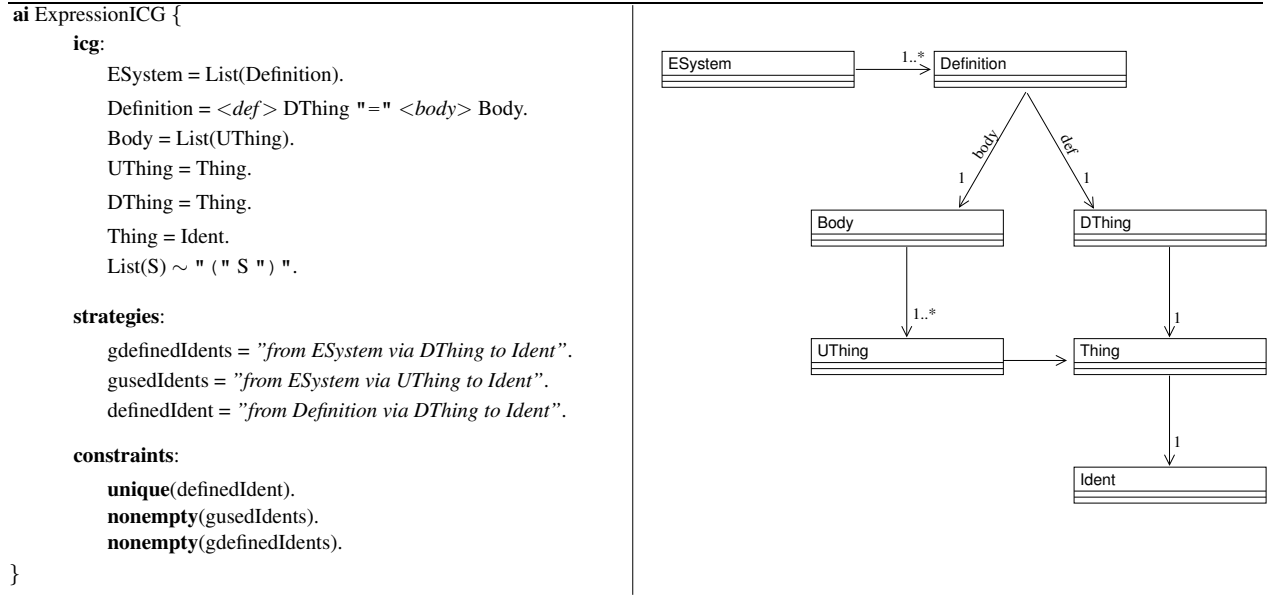 ai ExpressionICG {
icg:
ESystem = List(Definition).
Definition = <def> DThing "=" <body> Body.
Body = List(UThing).
UThing = Thing.
DThing = Thing.
Thing = Ident.
List(S) ∼ "(" S ")".
strategies:
gdefinedIdents = ”from ESystem via DThing to Ident”.
gusedIdents = ”from ESystem via UThing to Ident”.
definedIdent = ”from Definition via DThing to Ident”.
constraints:
unique(definedIdent).
nonempty(gusedIdents).
nonempty(gdefinedIdents).
}
ESystem
1..*
Definition
body
def
1
1
Body
DThing
1..*
1
UThing
Thing
1
Ident